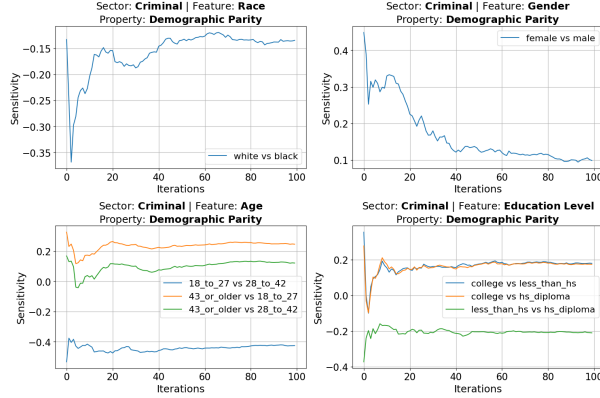 Sector: Criminal | Feature: Race
Property: Demographic Parity
Sensitivity
−0.15
−0.20
−0.25
−0.30
−0.35
white vs black
0 20 40 60 80 100
Iterations
Sector: Criminal | Feature: Gender
Property: Demographic Parity
Sensitivity
0.4
0.3
0.2
0.1
female vs male
0 20 40 60 80 100
Iterations
Sector: Criminal | Feature: Age
Property: Demographic Parity
Sensitivity
0.2
0.0
−0.2
−0.4
18_to_27 vs 28_to_42
43_or_older vs 18_to_27
43_or_older vs 28_to_42
0 20 40 60 80 100
Iterations
Sector: Criminal | Feature: Education Level
Property: Demographic Parity
Sensitivity
0.2
0.0
−0.2
−0.4
college vs less_than_hs
college vs hs_diploma
less_than_hs vs hs_diploma
0 20 40 60 80 100
Iterations